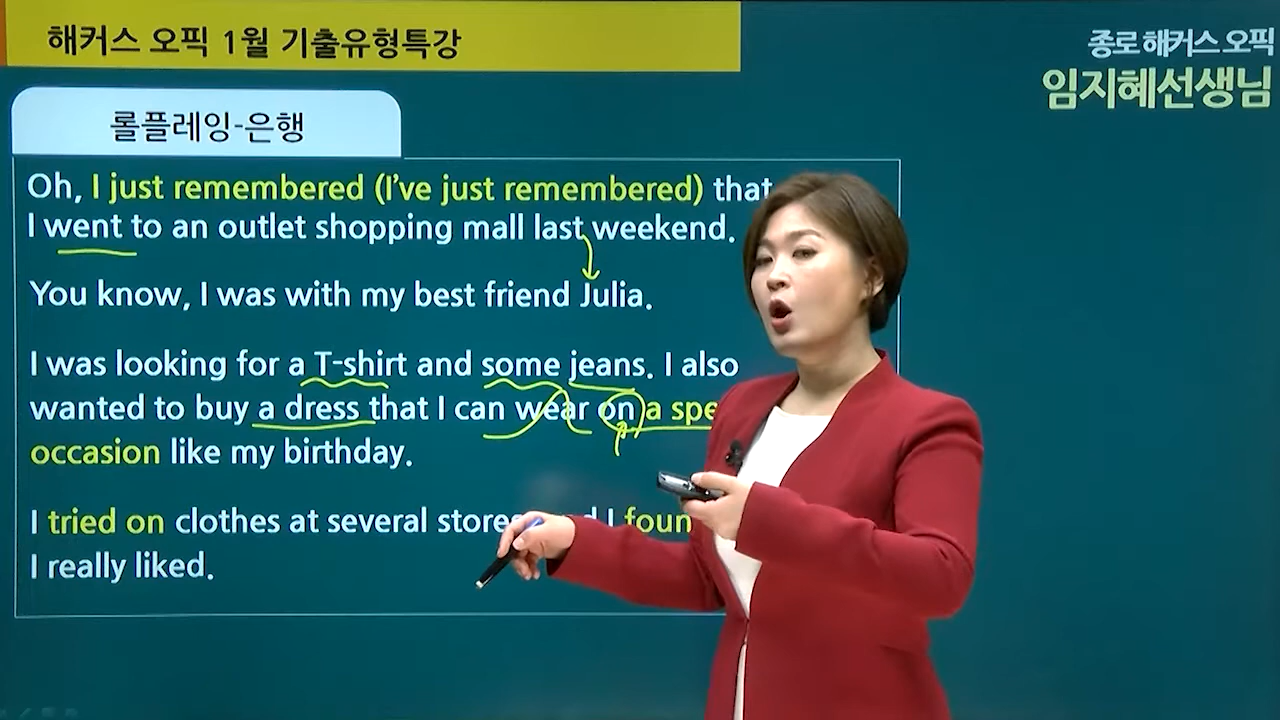 해커스 오픽 1월 기출유형특강
종로 해커스 오픽
임지혜선생님
롤플레잉-은행
Oh, I just remembered (I've just remembered) that
I went to an outlet shopping mall last weekend.
You know, I was with my best friend Julia.
I was looking for a T-shirt and some jeans. I also
wanted to buy a dress that I can wear on a
occasion like my birthday.
I tried on clothes at several I
I really liked.